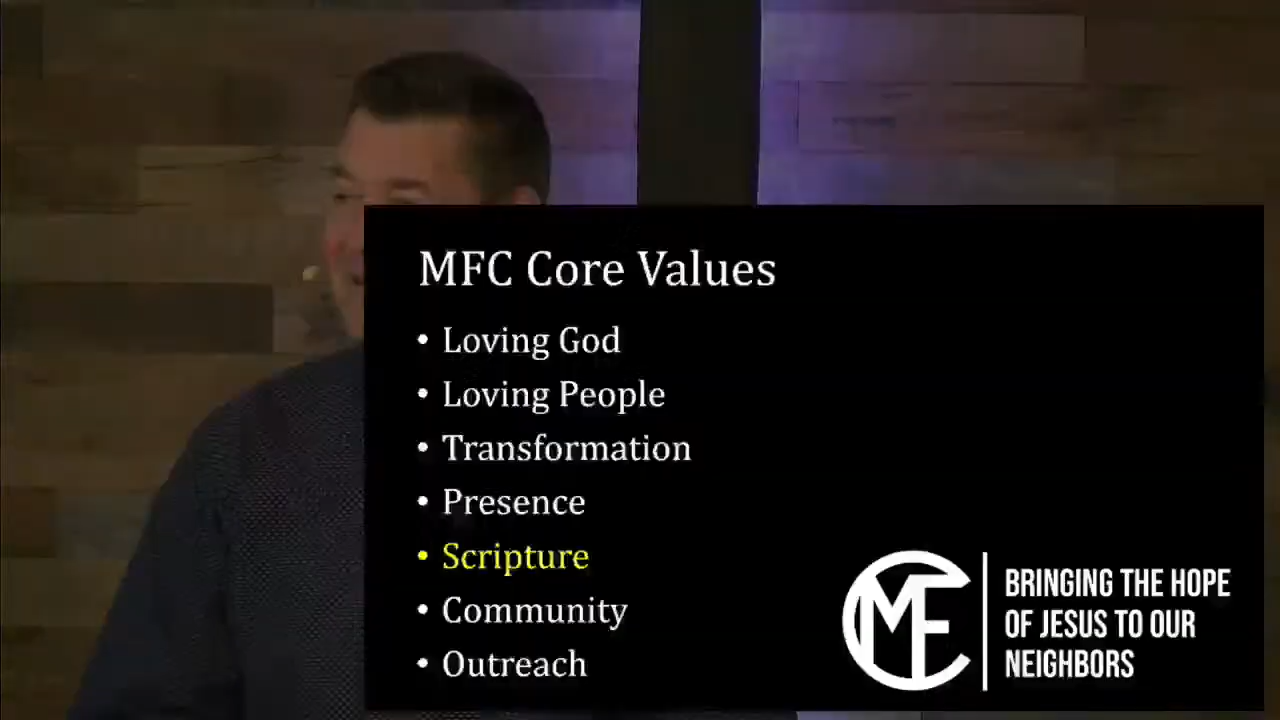 MFC Core Values
• Loving God
• Loving People
• Transformation
• Presence
• Scripture
• Community
• Outreach
MFC
BRINGING THE HOPE
OF JESUS TO OUR
NEIGHBORS